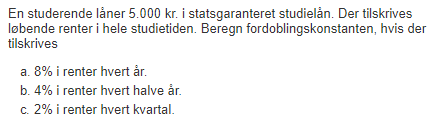 En studerende låner 5.000 kr. i statsgaranteret studielån. Der tilskrives
løbende renter i hele studietiden. Beregn fordoblingskonstanten, hvis der
tilskrives
a. 8% i renter hvert år.
b. 4% i renter hvert halve år.
c. 2% i renter hvert kvartal.